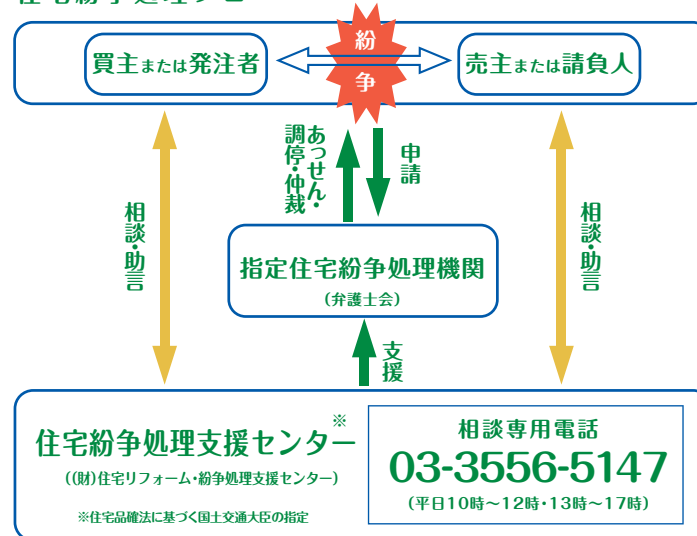 紛争
買主または発注者
売主または請負人
あっせん・
調停・仲裁
申請
相談・助言
相談・助言
指定住宅紛争処理機関
(弁護士会)
支援
住宅紛争処理支援センター※
((財)住宅リフォーム・紛争処理支援センター)
※住宅品確法に基づく国土交通大臣の指定
相談専用電話
03-3556-5147
(平日10時〜12時・13時〜17時)